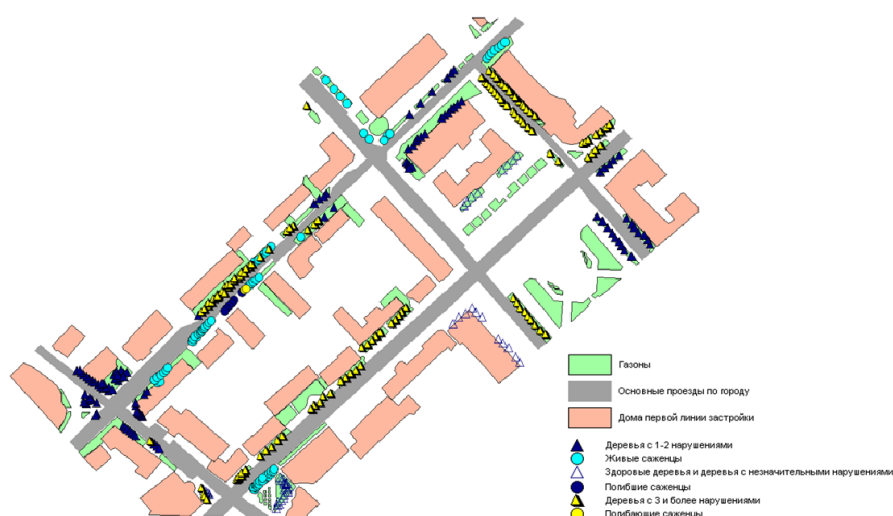 Газоны
Основные проезды по городу
Дома первой линии застройки
Деревья с 1-2 нарушениями
Живые саженцы
Здоровые деревья и деревья с незначительными нарушениями
Погибшие саженцы
Деревья с 3 и более нарушениями
Погибающие саженцы